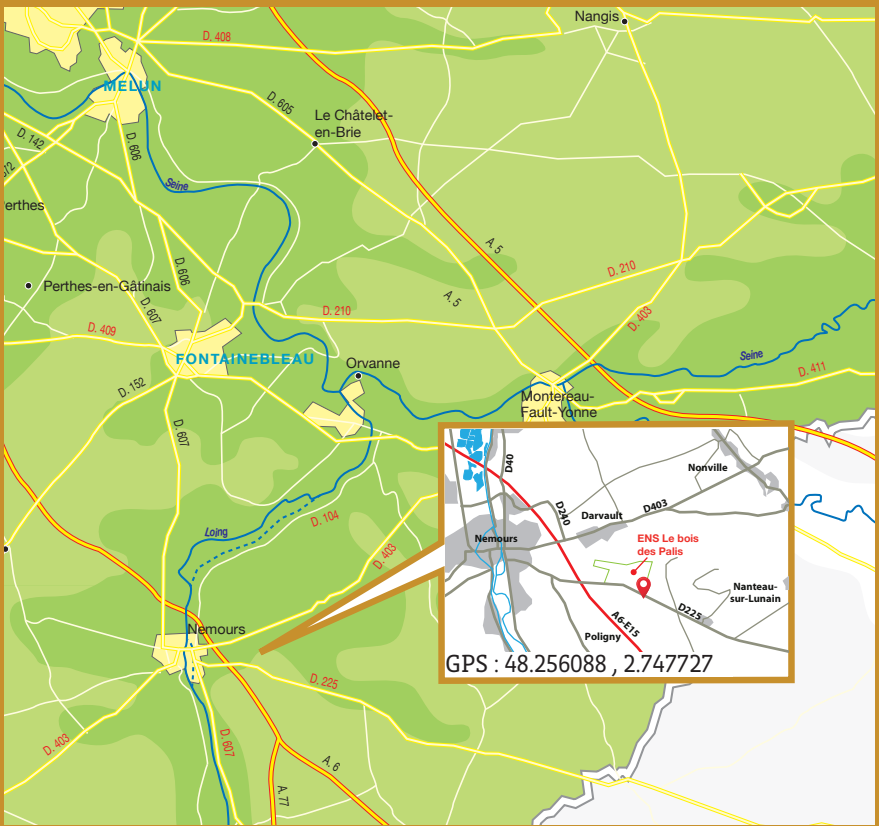 Nangis
D. 408
MELUN
D. 605
Le Châtelet-
en-Brie
D. 142
D. 606
Seine
erthes
A. 5
D. 606
D. 210
Perthes-en-Gâtinais
A. 5
D. 607
D. 210
D. 403
D. 409
FONTAINEBLEAU
Seine
Orvanne
D. 411
D. 152
Montereau-
Fault-Yonne
D. 607
D40
Nonville
D403
D240
Darvault
Loing
D. 104
Nemours
ENS Le bois
des Palis
D. 403
Nanteau-
sur-Lunain
D225
A6-E15
Poligny
Nemours
GPS : 48.256088 , 2.747727
D. 225
D. 403
D. 607
A. 6
A. 77